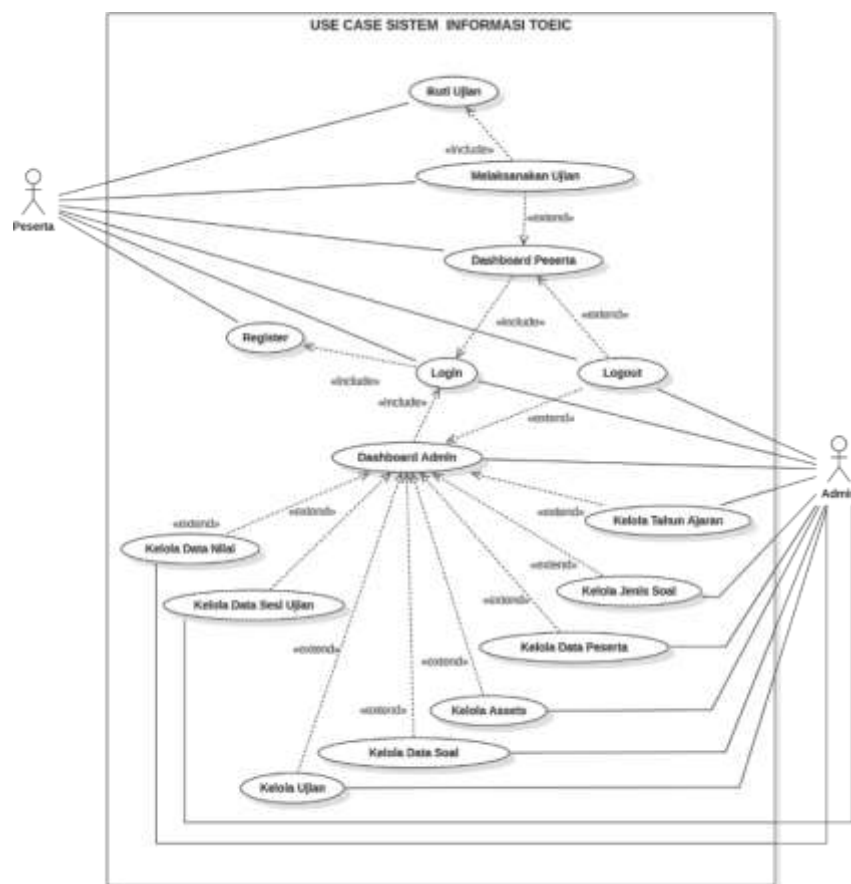 USE CASE SISTEM INFORMASI TOEIC
Ikuti Ujian
«include»
Melaksanakan Ujian
Peserta
«extend»
Dashboard Peserta
«include»
«extend»
Register
Login
Logout
«include»
«include»
«extend»
Dashboard Admin
Admin
«extend»
«extend»
«extend»
Kelola Tahun Ajaran
Kelola Data Nilai
«extend»
Kelola Jenis Soal
Kelola Data Sesi Ujian
«extend»
«extend»
Kelola Data Peserta
«extend»
«extend»
Kelola Assets
Kelola Data Soal
Kelola Ujian